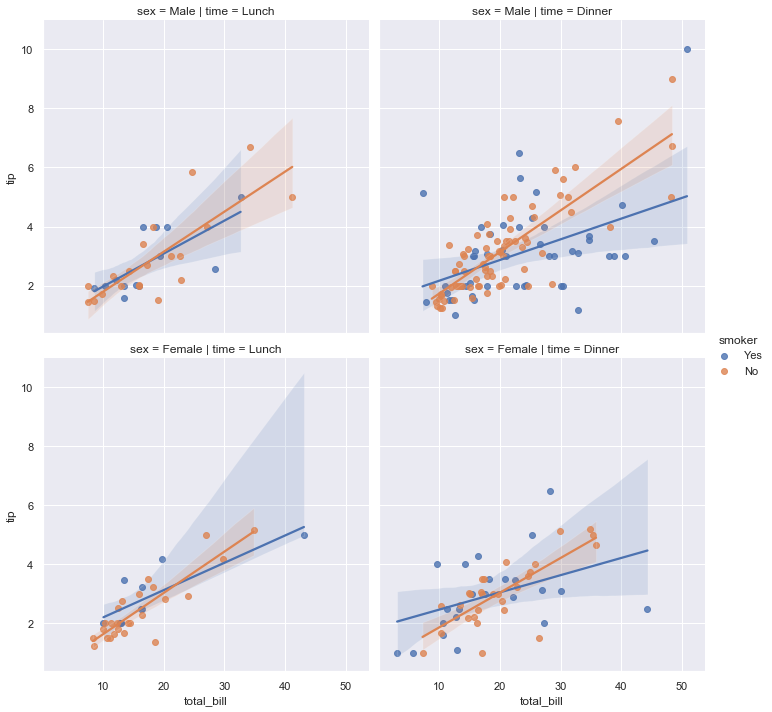 sex = Male | time = Lunch
sex = Male | time = Dinner
10
8
6
4
2
tip
sex = Female | time = Lunch
sex = Female | time = Dinner
smoker
Yes
No
10
8
6
4
2
tip
10 20 30 40 50
10 20 30 40 50
total_bill
total_bill